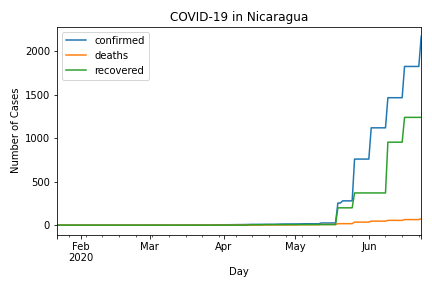 COVID-19 in Nicaragua
confirmed
deaths
recovered
Number of Cases
2000
1500
1000
500
0
Feb
2020
Mar
Apr
May
Jun
Day